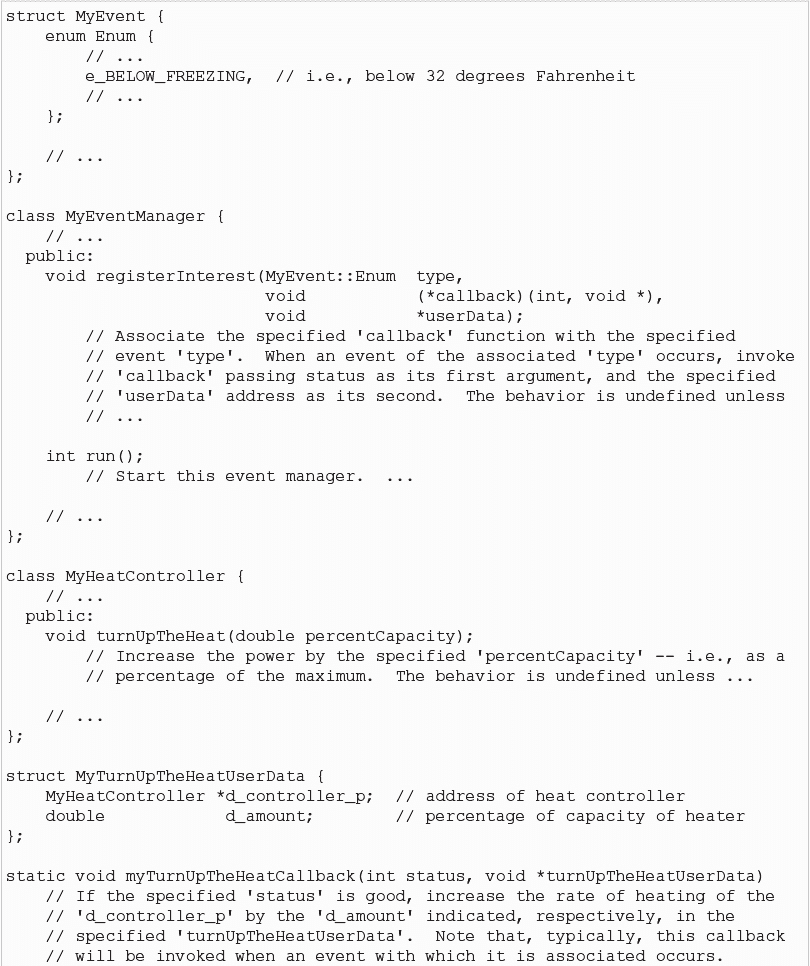 struct MyEvent {
    enum Enum {
        // ...
        e_BELOW_FREEZING,  // i.e., below 32 degrees Fahrenheit
        // ...
    };

    // ...
};

class MyEventManager {
    // ...
  public:
    void registerInterest(MyEvent::Enum  type,
                          void           (*callback)(int, void *),
                          void           *userData);
        // Associate the specified 'callback' function with the specified
        // event 'type'.  When an event of the associated 'type' occurs, invoke
        // 'callback' passing status as its first argument, and the specified
        // 'userData' address as its second.  The behavior is undefined unless
        // ...

    int run();
        // Start this event manager.  ...

    // ...
};

class MyHeatController {
    // ...
  public:
    void turnUpTheHeat(double percentCapacity);
        // Increase the power by the specified 'percentCapacity' -- i.e., as a
        // percentage of the maximum.  The behavior is undefined unless ...

    // ...
};

struct MyTurnUpTheHeatUserData {
    MyHeatController *d_controller_p;  // address of heat controller
    double            d_amount;        // percentage of capacity of heater
};

static void myTurnUpTheHeatCallback(int status, void *turnUpTheHeatUserData)
    // If the specified 'status' is good, increase the rate of heating of the
    // 'd_controller_p' by the 'd_amount' indicated, respectively, in the
    // specified 'turnUpTheHeatUserData'.  Note that, typically, this callback
    // will be invoked when an event with which it is associated occurs.